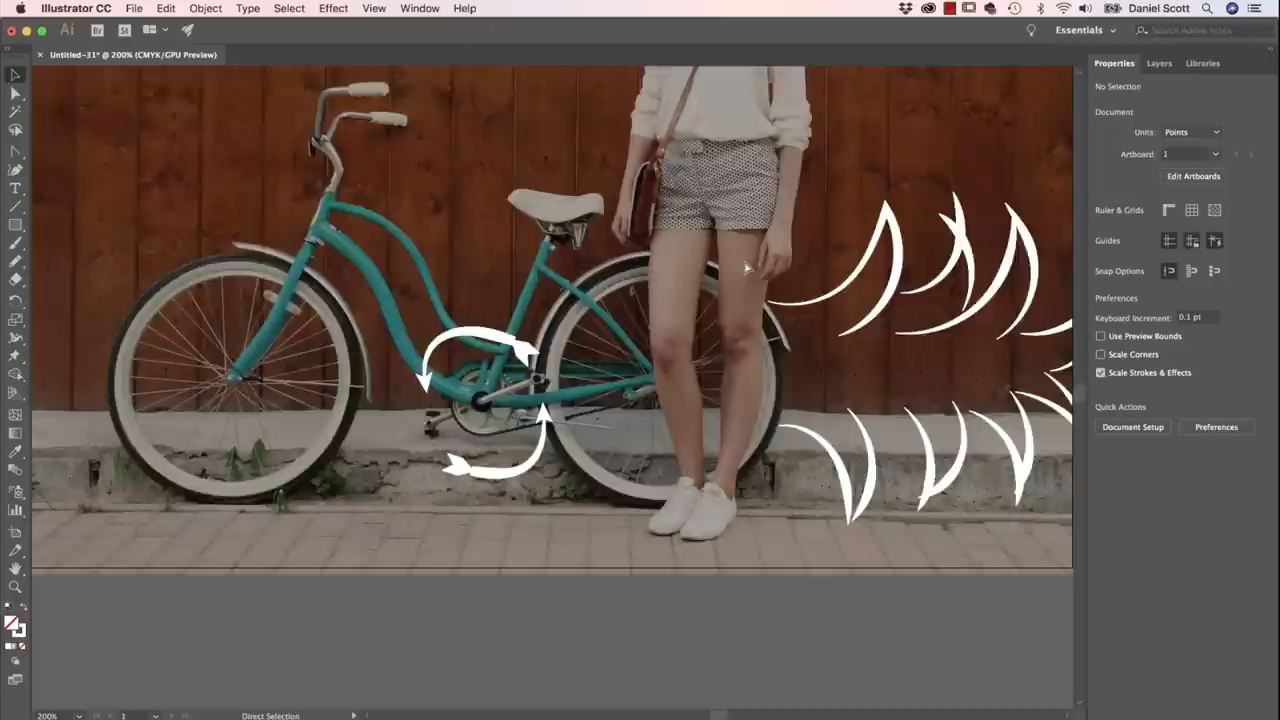 Illustrator CC File Edit Object Type Select Effect View Window Help Daniel Scott
Ai Br St Essentials
× Untitled-31* @ 200% (CMYK/GPU Preview)
Properties Layers Libraries
No Selection
Document
Units: Points
Artboard: 1
Edit Artboards
Ruler & Grids
Guides
Snap Options
Preferences
Keyboard Increment: 0.1 pt
Use Preview Bounds
Scale Corners
Scale Strokes & Effects
Quick Actions
Document Setup Preferences
200% 1 Direct Selection